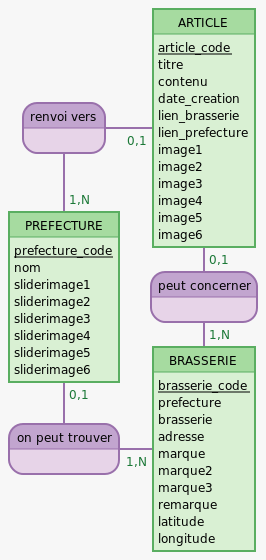 ARTICLE
article_code
titre
contenu
date_creation
lien_brasserie
lien_prefecture
image1
image2
image3
image4
image5
image6
renvoi vers
0,1
1,N
PREFECTURE
prefecture_code
nom
sliderimage1
sliderimage2
sliderimage3
sliderimage4
sliderimage5
sliderimage6
0,1
peut concerner
1,N
BRASSERIE
brasserie_code
prefecture
brasserie
adresse
marque
marque2
marque3
remarque
latitude
longitude
0,1
on peut trouver
1,N